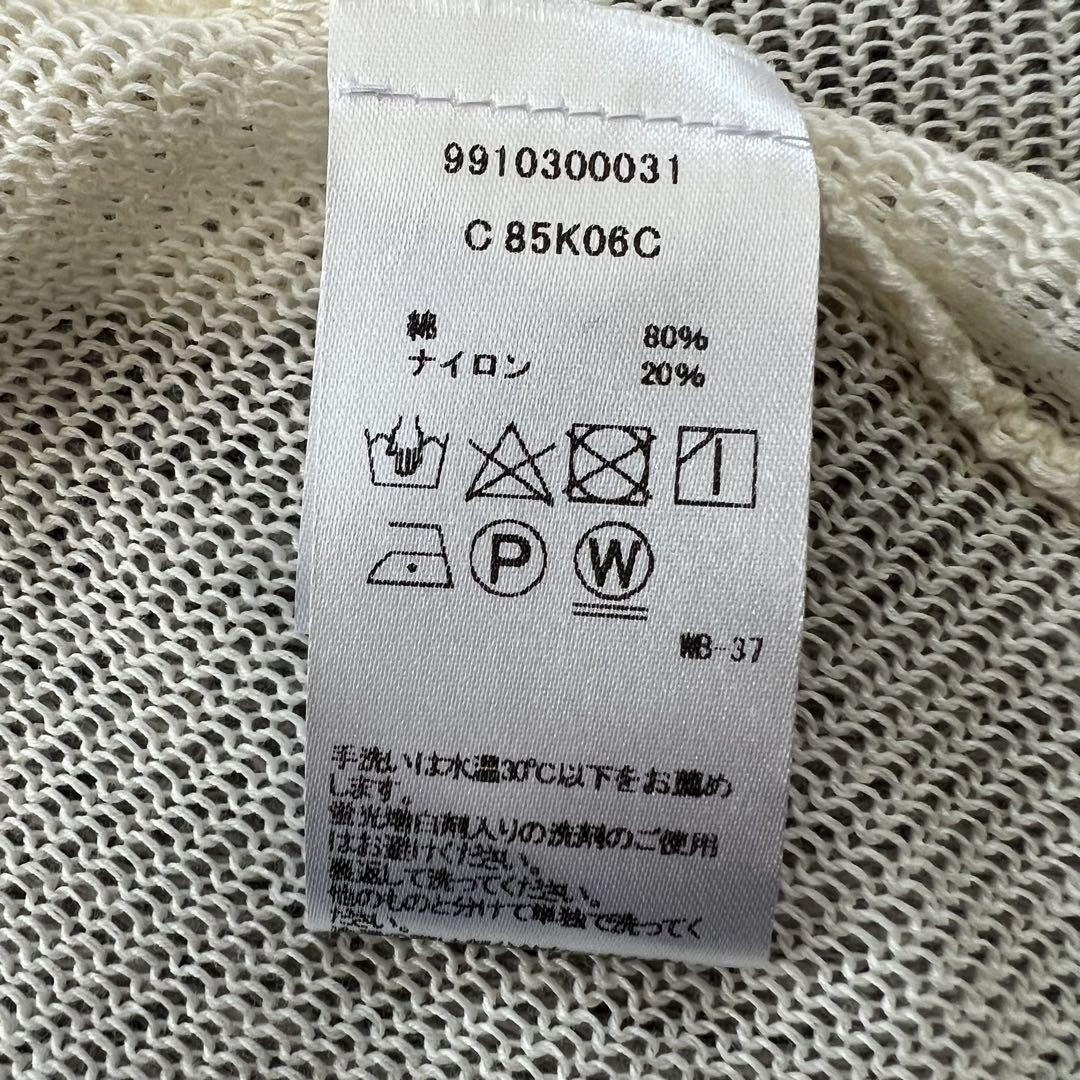 9910300031
C 85K06C
綿 80%
ナイロン 20%
P W
WB-37
手洗いは水温30℃以下をお薦め
します。
蛍光増白剤入りの洗剤のご使用
はお避けください。
裏返して洗ってください。
他のものと分けて単独で洗ってく
ださい。